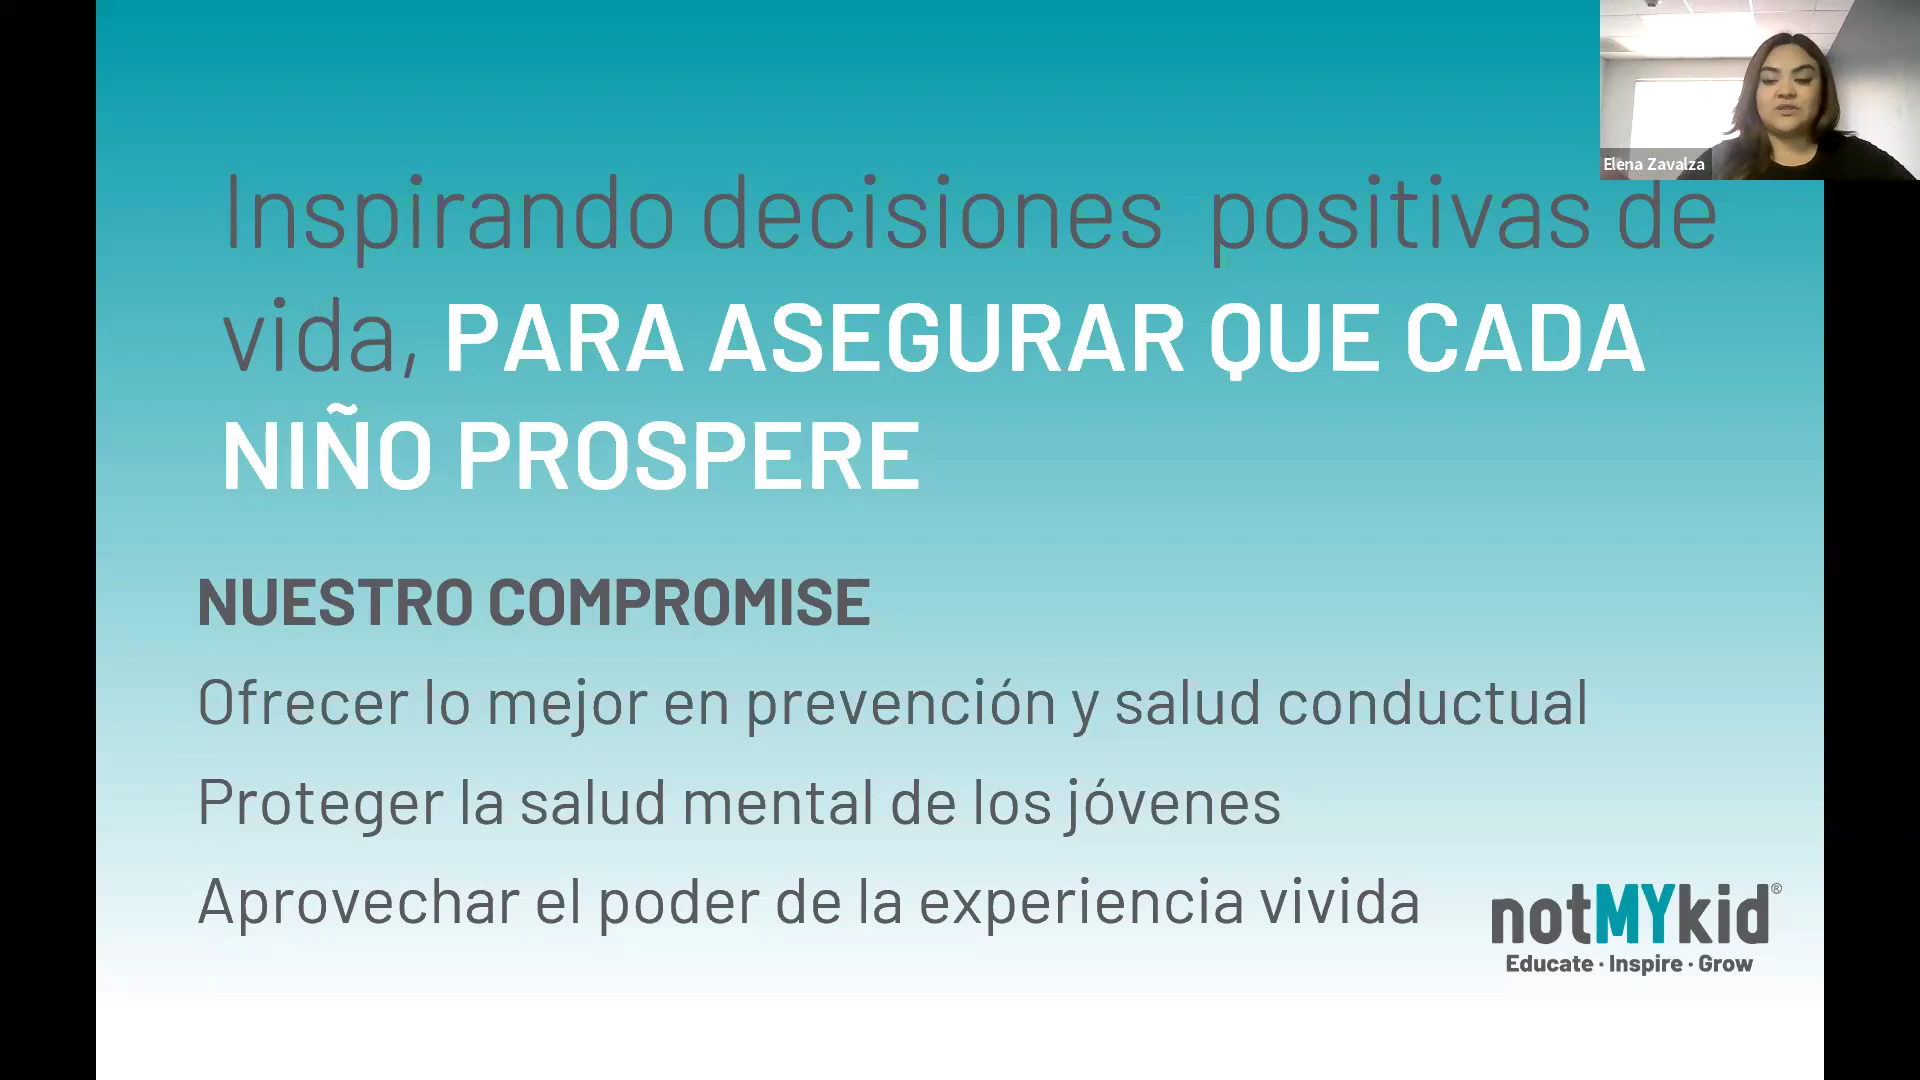 Elena Zavalza
Inspirando decisiones positivas de
vida, PARA ASEGURAR QUE CADA
NIÑO PROSPERE
NUESTRO COMPROMISE
Ofrecer lo mejor en prevención y salud conductual
Proteger la salud mental de los jóvenes
Aprovechar el poder de la experiencia vivida
notMYkid®
Educate · Inspire · Grow